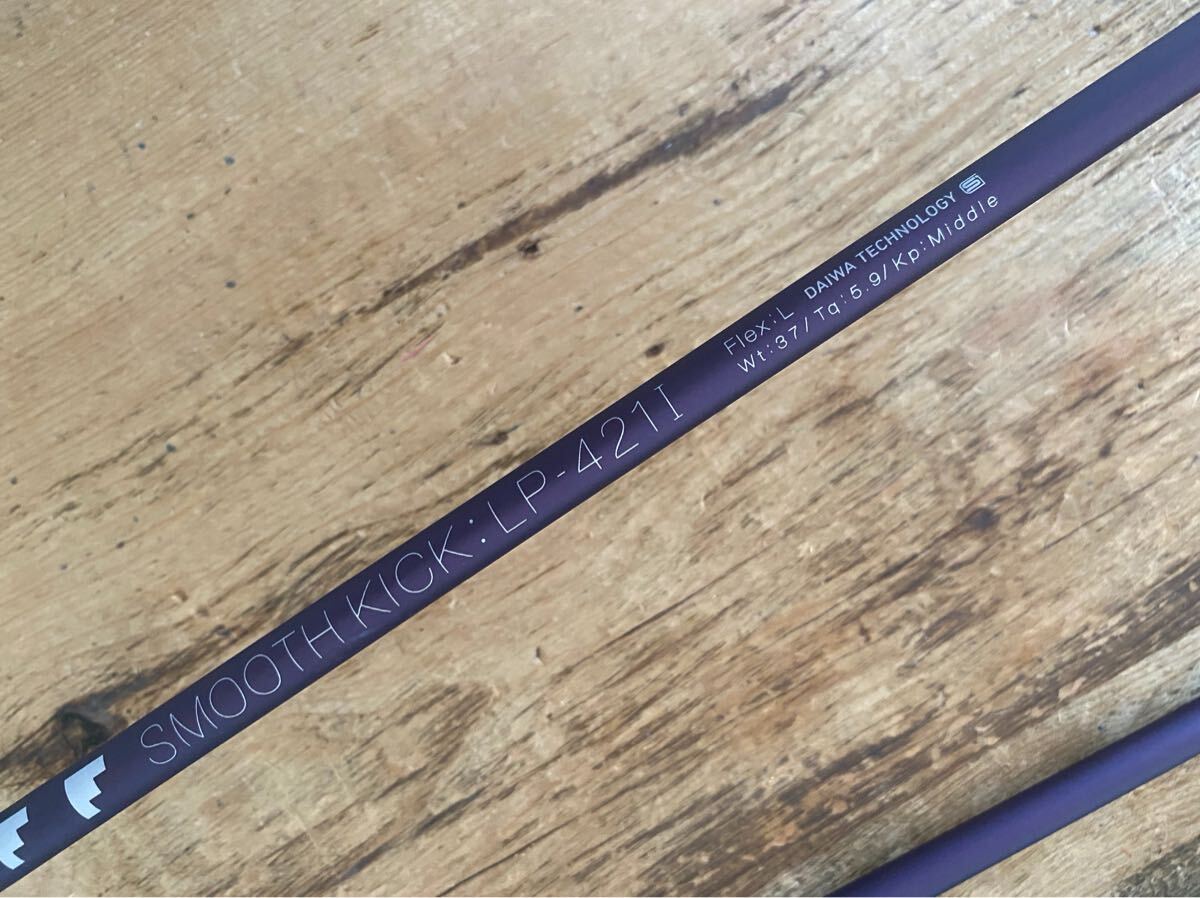 F F SMOOTH KICK: LP-421I
Flex:L DAIWA TECHNOLOGY S
Wt:37/Tq:5.9/Kp:Middle